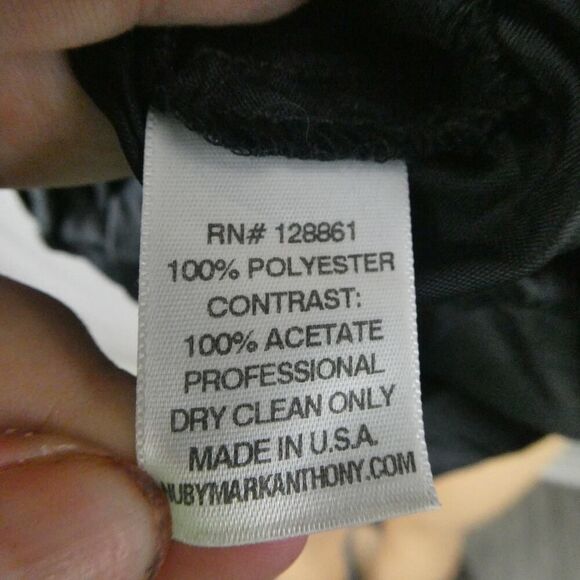 RN# 128861
100% POLYESTER
CONTRAST:
100% ACETATE
PROFESSIONAL
DRY CLEAN ONLY
MADE IN U.S.A.
NUBYMARKANTHONY.COM